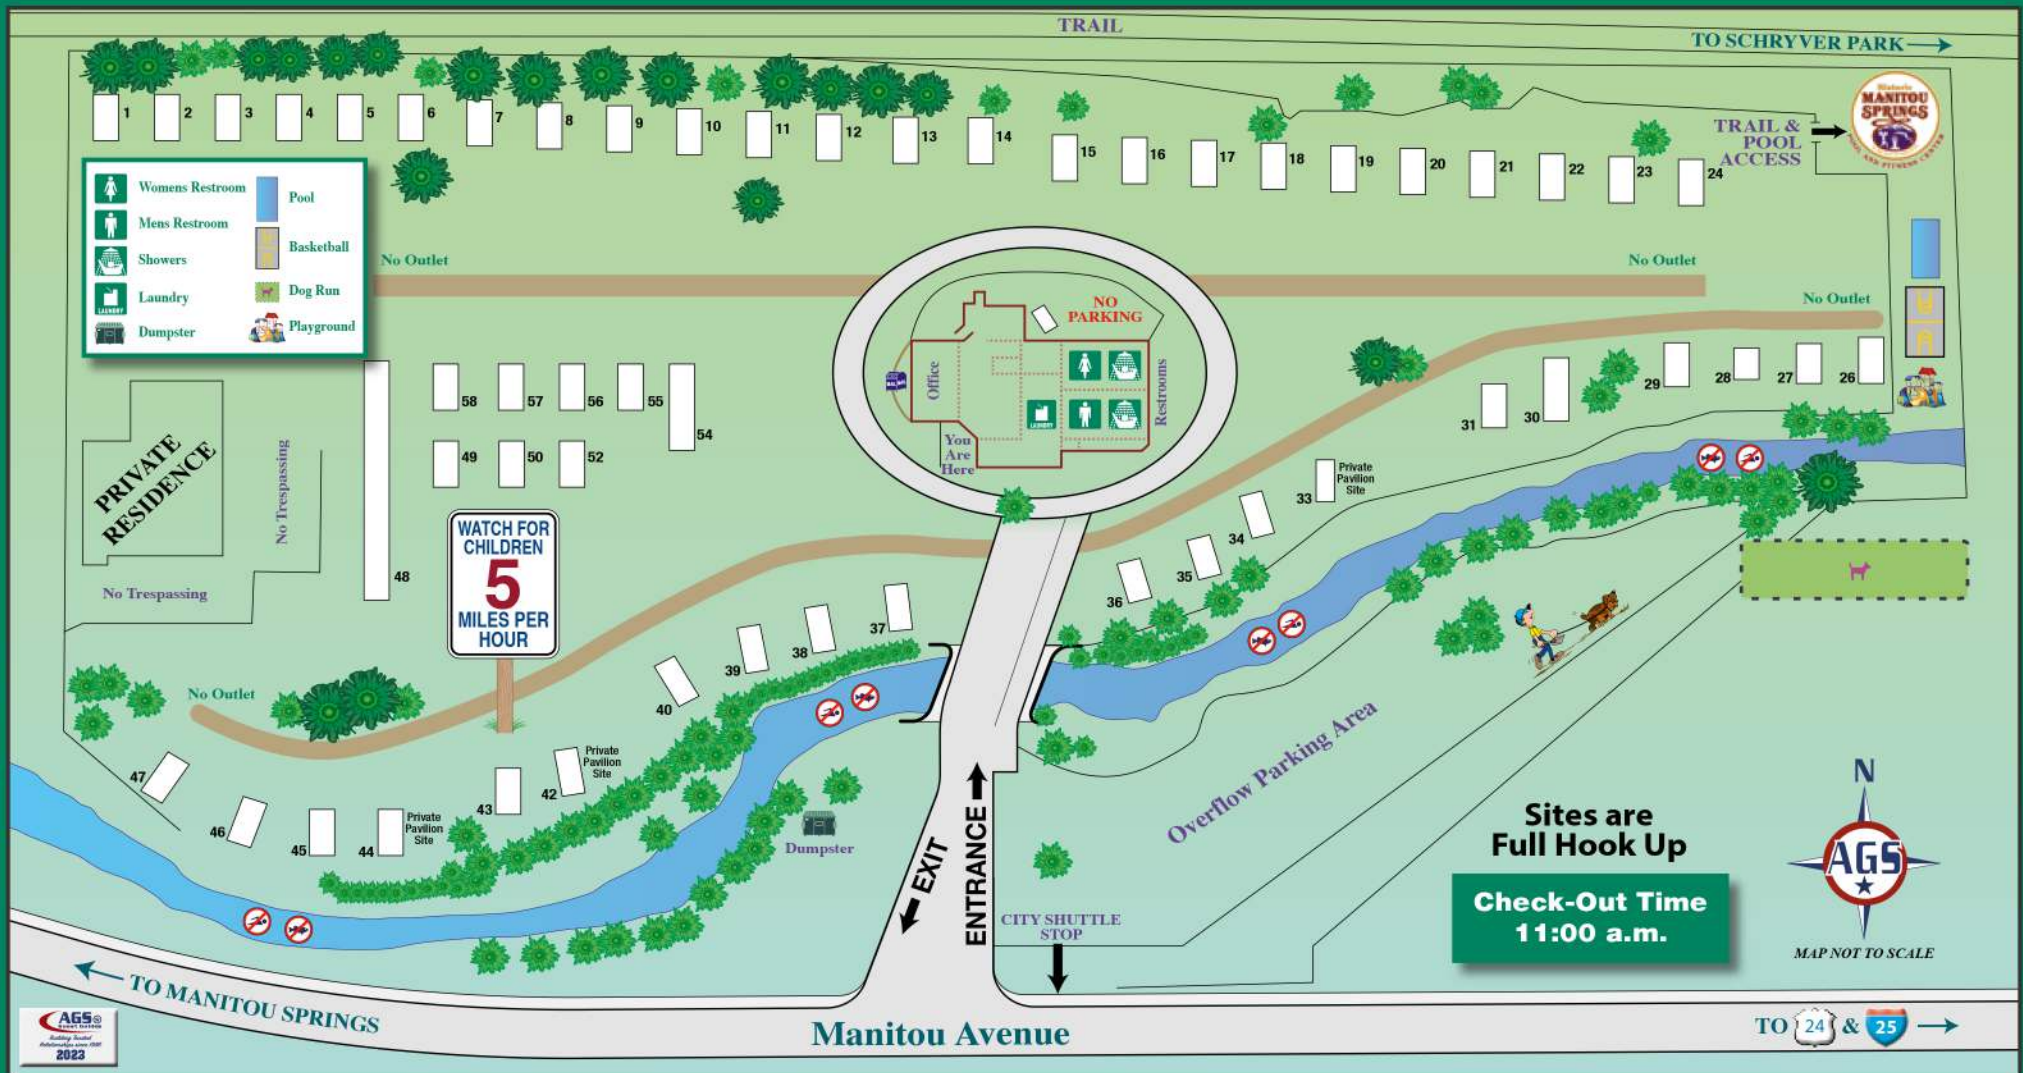 TRAIL
TO SCHRYVER PARK
Historic
MANITOU
SPRINGS
POOL AND FITNESS CENTER
TRAIL &
POOL
ACCESS
1
2
3
4
5
6
7
8
9
10
11
12
13
14
15
16
17
18
19
20
21
22
23
24
Womens Restroom
Mens Restroom
Showers
Laundry
LAUNDRY
Dumpster
Pool
Basketball
Dog Run
Playground
No Outlet
No Outlet
No Outlet
NO
PARKING
Office
Restrooms
LAUNDRY
You
Are
Here
PRIVATE
RESIDENCE
No Trespassing
No Trespassing
58
57
56
55
54
49
50
52
48
31
30
29
28
27
26
33
Private
Pavilion
Site
34
35
36
37
38
39
40
WATCH FOR
CHILDREN
5
MILES PER
HOUR
No Outlet
47
46
45
44
Private
Pavilion
Site
43
42
Private
Pavilion
Site
Dumpster
EXIT
ENTRANCE
Overflow Parking Area
CITY SHUTTLE
STOP
Sites are
Full Hook Up
Check-Out Time
11:00 a.m.
N
AGS
MAP NOT TO SCALE
TO MANITOU SPRINGS
Manitou Avenue
TO 24 & 25
AGS
2023